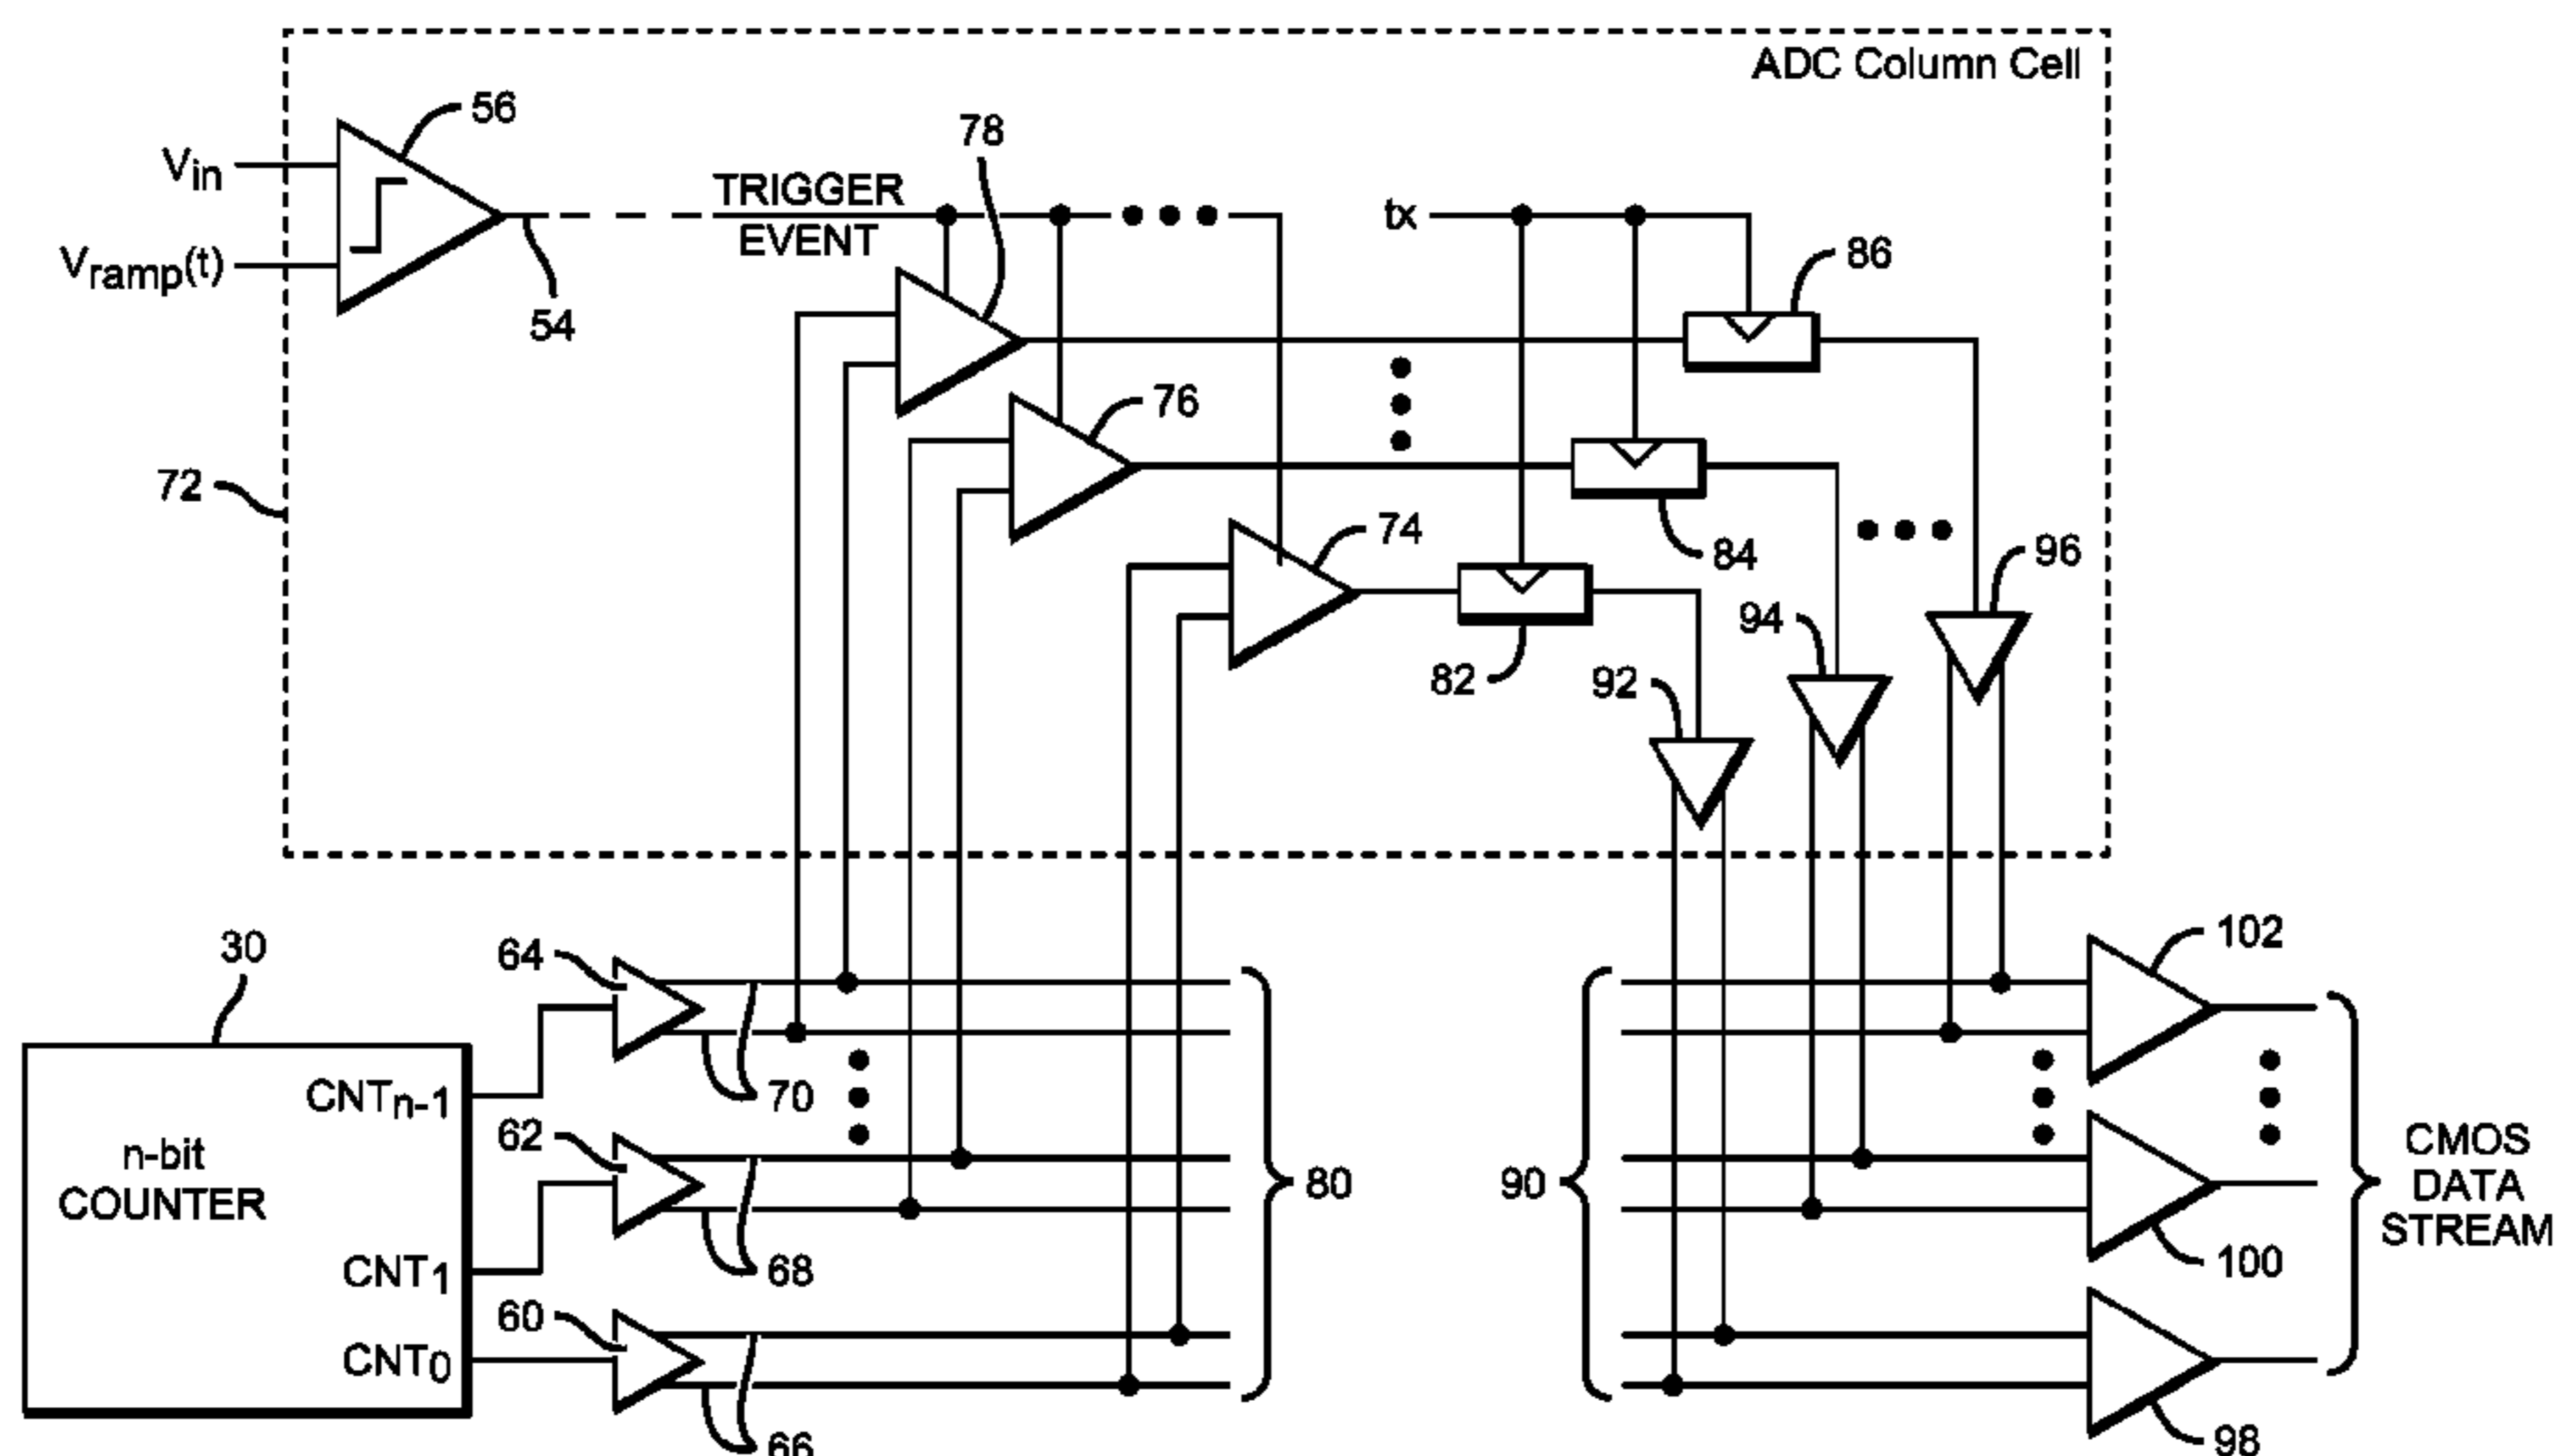 ADC Column Cell
56
78
Vin
TRIGGER
EVENT
tx
86
Vramp(t)
54
76
72
74
84
96
94
82
92
30
64
102
CNTn-1
70
62
n-bit
COUNTER
80
90
CMOS
DATA
STREAM
CNT1
68
100
60
CNT0
66
98